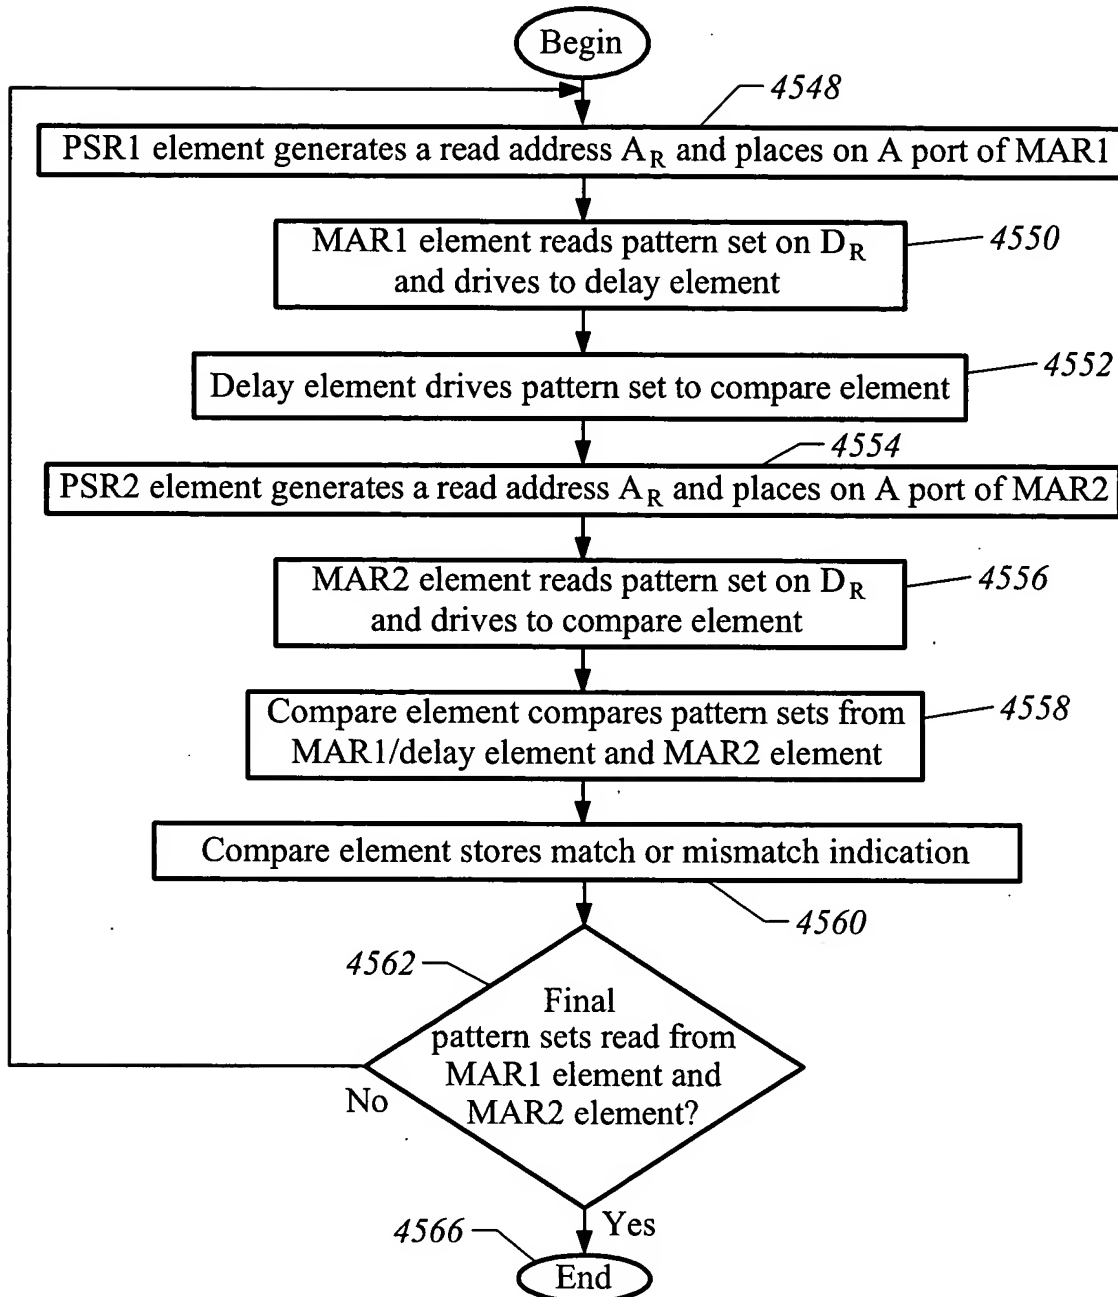 Begin
4548
PSR1 element generates a read address AR and places on A port of MAR1
MAR1 element reads pattern set on DR
and drives to delay element
4550
Delay element drives pattern set to compare element
4552
4554
PSR2 element generates a read address AR and places on A port of MAR2
MAR2 element reads pattern set on DR
and drives to compare element
4556
Compare element compares pattern sets from
MAR1/delay element and MAR2 element
4558
Compare element stores match or mismatch indication
4560
4562
Final
pattern sets read from
MAR1 element and
MAR2 element?
No
Yes
4566
End